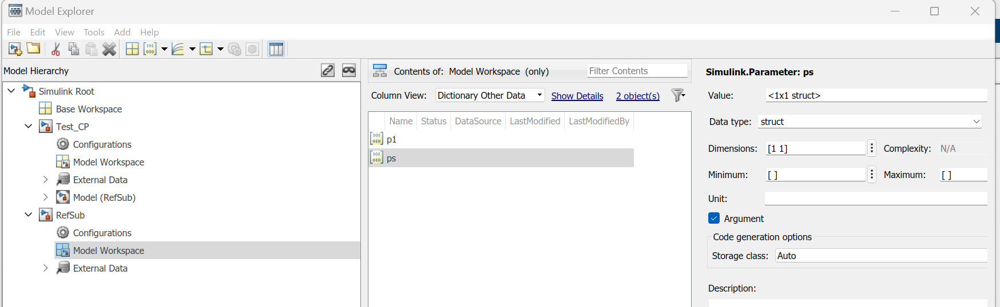 Model Explorer
File Edit View Tools Add Help
Model Hierarchy
Simulink Root
Base Workspace
Test_CP
Configurations
Model Workspace
External Data
Model (RefSub)
RefSub
Configurations
Model Workspace
External Data
Contents of: Model Workspace (only) Filter Contents
Column View: Dictionary Other Data Show Details 2 object(s)
Name Status DataSource LastModified LastModifiedBy
p1
ps
Simulink.Parameter: ps
Value: <1x1 struct>
Data type: struct
Dimensions: [1 1] Complexity: N/A
Minimum: [ ] Maximum: [ ]
Unit:
Argument
Code generation options
Storage class: Auto
Description: